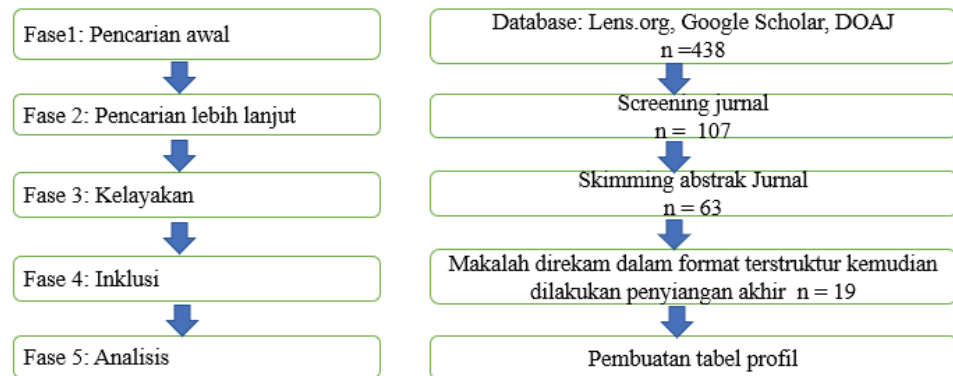 Fase1: Pencarian awal
Database: Lens.org, Google Scholar, DOAJ
n =438
Fase 2: Pencarian lebih lanjut
Screening jurnal
n = 107
Fase 3: Kelayakan
Skimming abstrak Jurnal
n = 63
Fase 4: Inklusi
Makalah direkam dalam format terstruktur kemudian
dilakukan penyiangan akhir n = 19
Fase 5: Analisis
Pembuatan tabel profil